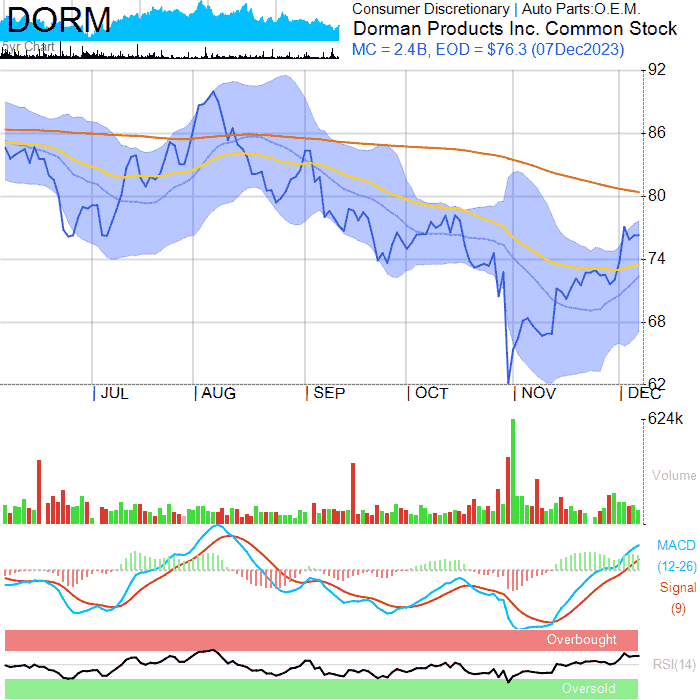 DORM
5yr Chart
Consumer Discretionary | Auto Parts:O.E.M.
Dorman Products Inc. Common Stock
MC = 2.4B, EOD = $76.3 (07Dec2023)
92
86
80
74
68
62
JUL AUG SEP OCT NOV DEC
624k
Volume
MACD
(12-26)
Signal
(9)
Overbought
RSI(14)
Oversold